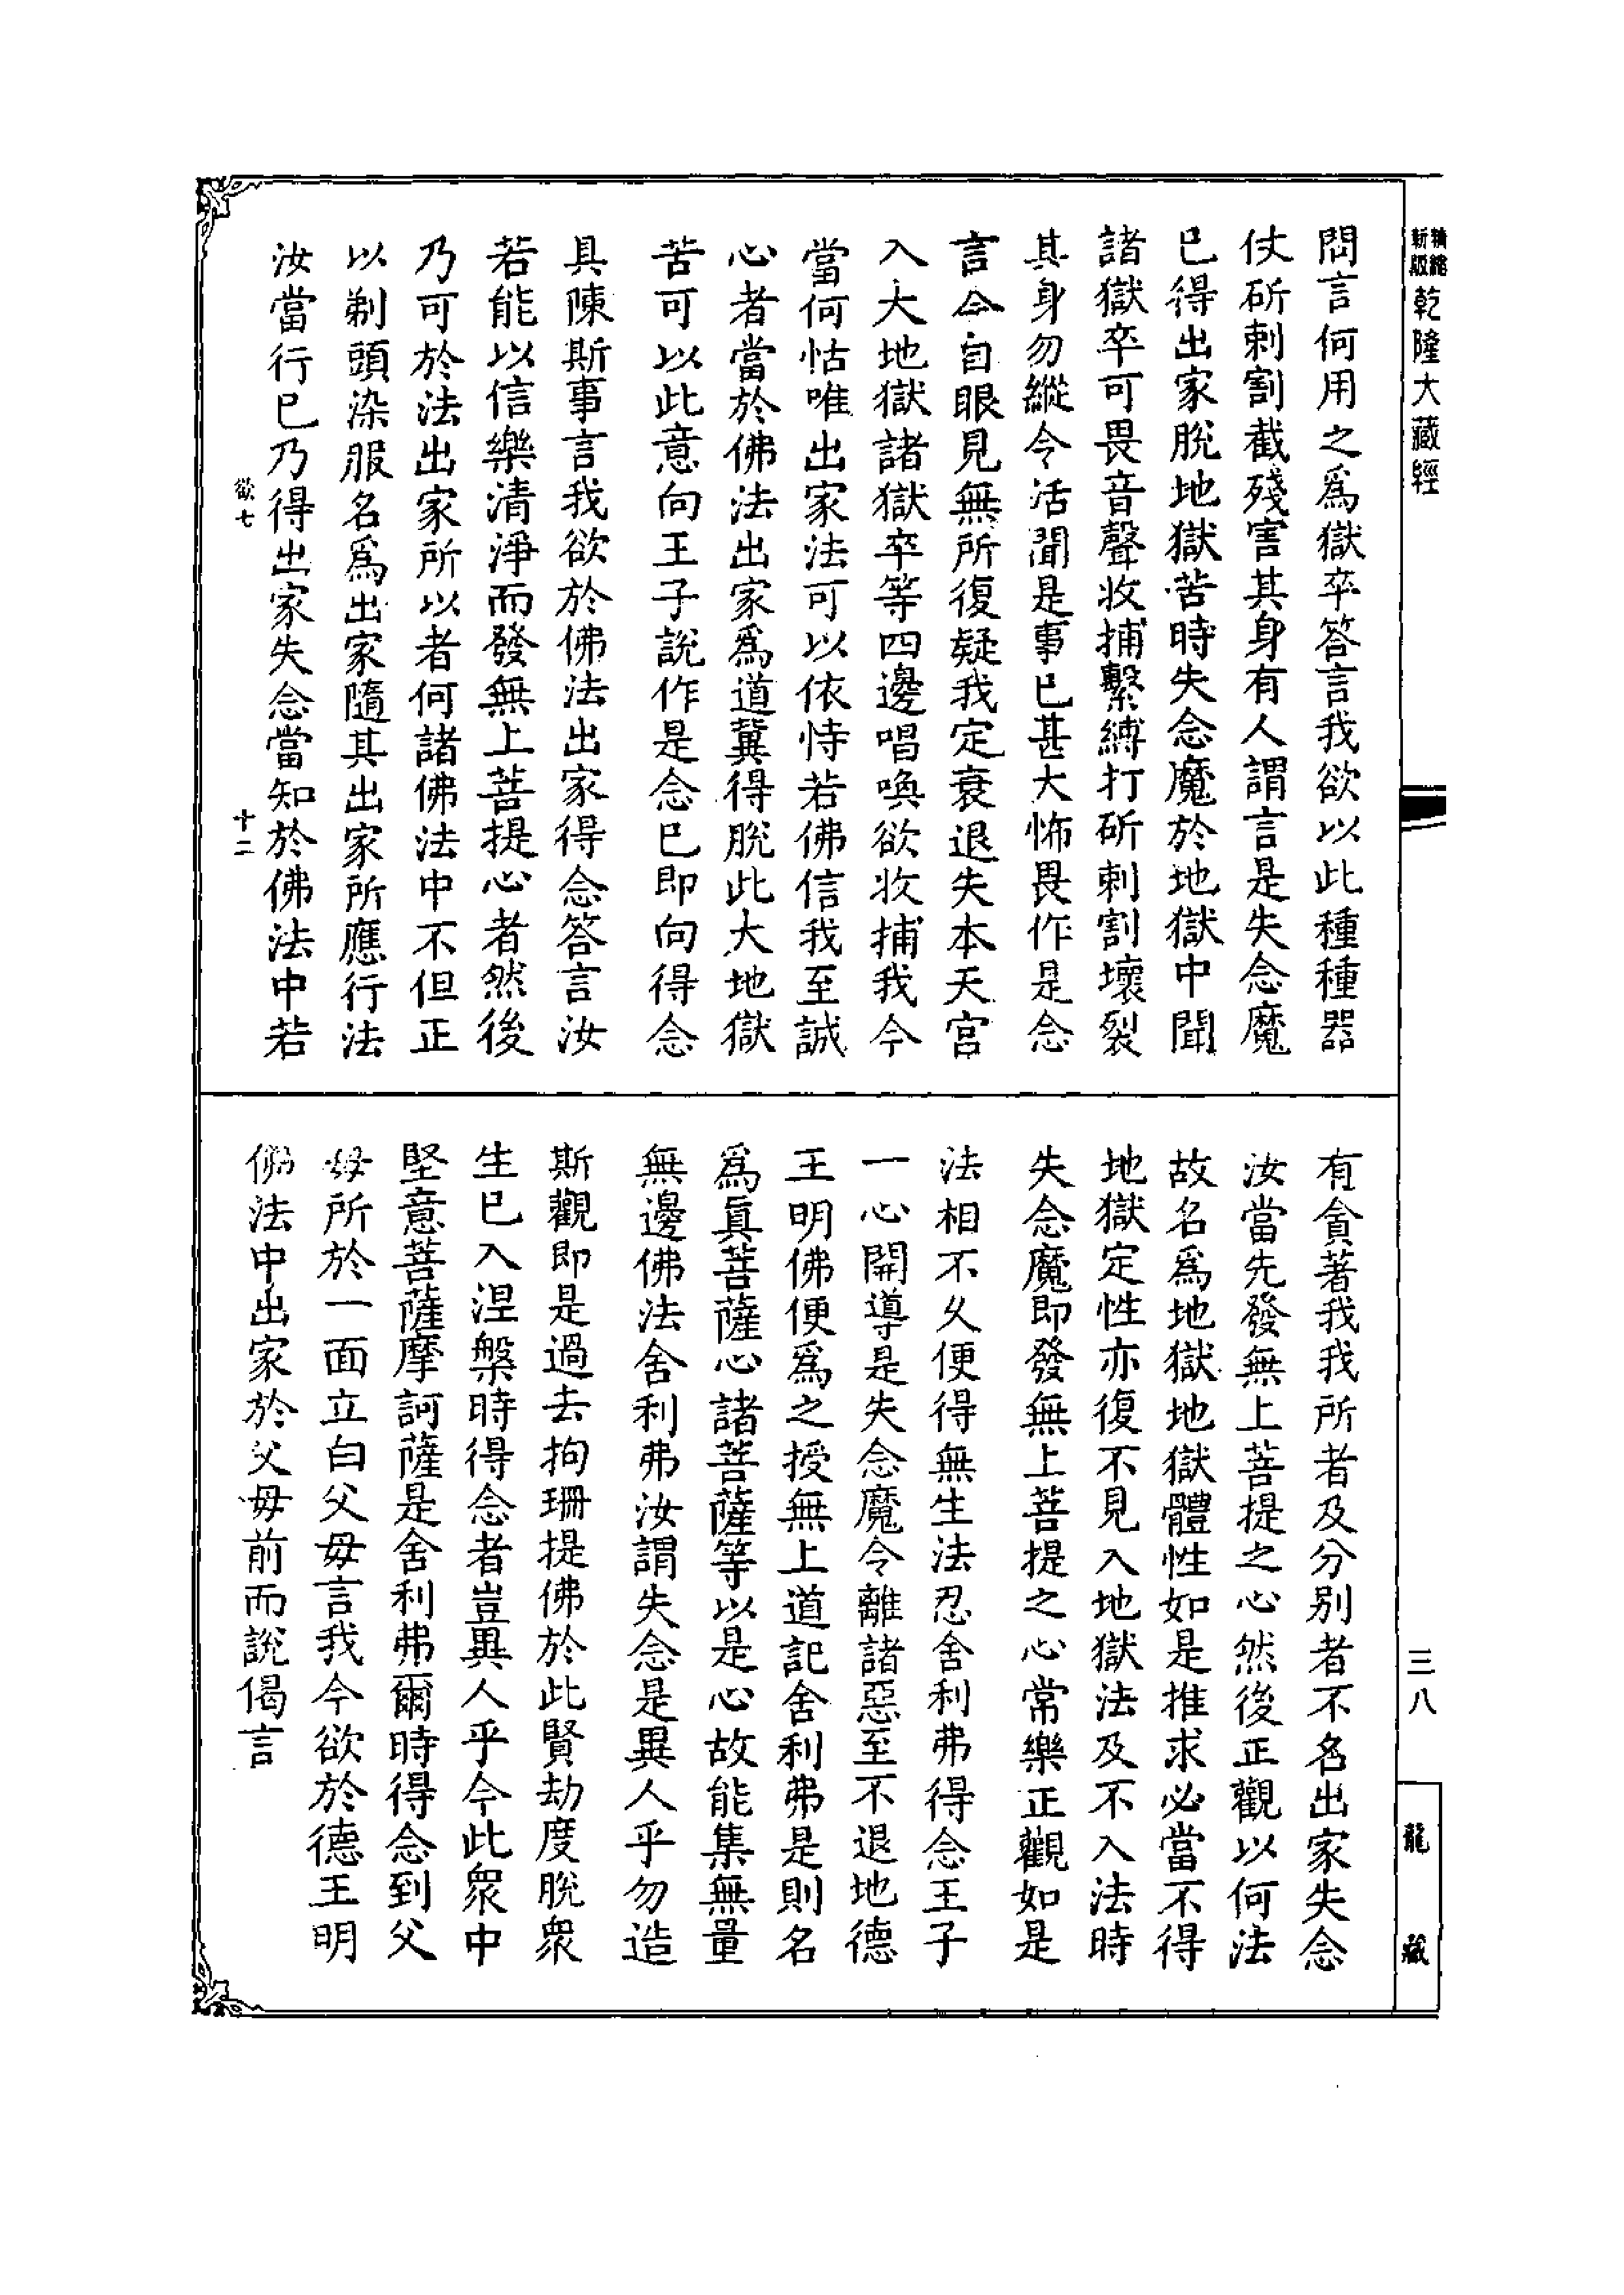 精縮
新版
乾隆大藏經
問言何用之爲獄卒答言我欲以此種種器
仗斫刺割截殘害其身有人謂言是失念魔
已得出家脫地獄苦時失念魔於地獄中聞
諸獄卒可畏音聲收捕繫縛打斫刺割壞裂
其身勿縱令活聞是事已甚大怖畏作是念
言今自眼見無所復疑我定衰退失本天宮
入大地獄諸獄卒等四邊唱喚欲收捕我今
當何怙唯出家法可以依恃若佛信我至誠
心者當於佛法出家爲道冀得脫此大地獄
苦可以此意向王子說作是念已即向得念
具陳斯事言我欲於佛法出家得念答言汝
若能以信樂清淨而發無上菩提心者然後
乃可於法出家所以者何諸佛法中不但正
以剃頭染服名爲出家隨其出家所應行法
汝當行已乃得出家失念當知於佛法中若
欲七
十二
有貪著我我所者及分別者不名出家失念
汝當先發無上菩提之心然後正觀以何法
故名爲地獄地獄體性如是推求必當不得
地獄定性亦復不見入地獄法及不入法時
失念魔即發無上菩提之心常樂正觀如是
法相不久便得無生法忍舍利弗得念王子
一心開導是失念魔令離諸惡至不退地德
王明佛便爲之授無上道記舍利弗是則名
爲眞菩薩心諸菩薩等以是心故能集無量
無邊佛法舍利弗汝謂失念是異人乎勿造
斯觀即是過去拘珊提佛於此賢劫度脫衆
生已入涅槃時得念者豈異人乎今此衆中
堅意菩薩摩訶薩是舍利弗爾時得念到父
母所於一面立白父母言我今欲於德王明
佛法中出家於父母前而說偈言
三八
龍藏